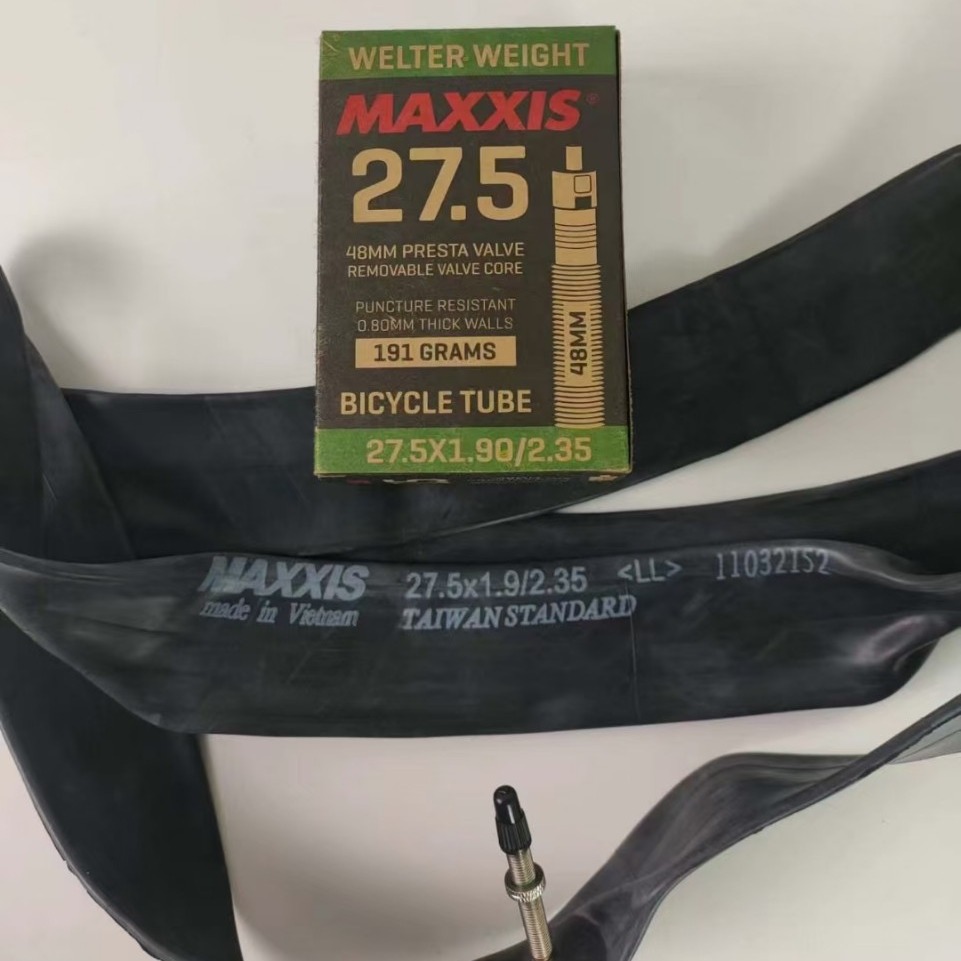 WELTER WEIGHT
MAXXIS®
27.5
48MM PRESTA VALVE
REMOVABLE VALVE CORE
PUNCTURE RESISTANT
0.80MM THICK WALLS
191 GRAMS
48MM
BICYCLE TUBE
27.5X1.90/2.35
MAXXIS 27.5x1.9/2.35 <LL> 11032152
made in Vietnam TAIWAN STANDARD